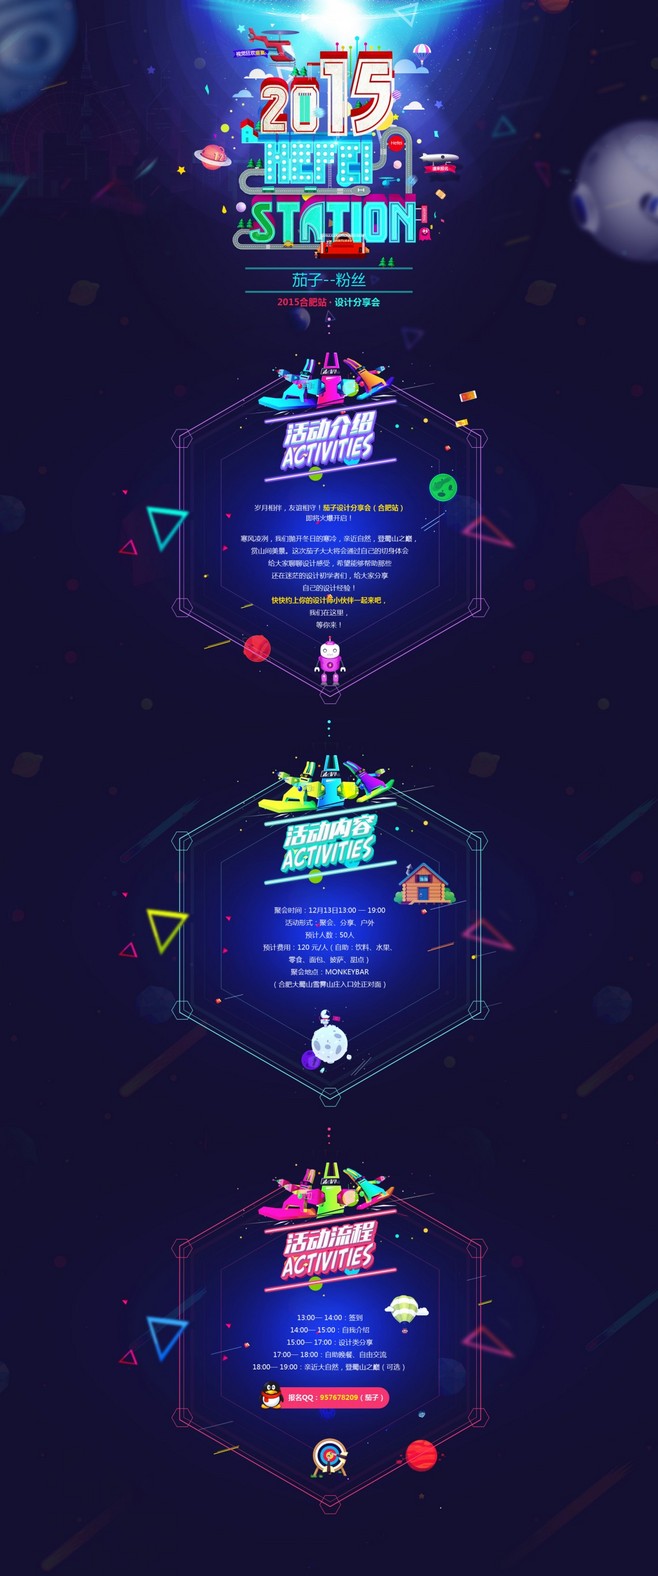 2015
Hello
HEFEI
STATION
茄子--粉丝
2015合肥站·设计分享会
活动介绍
ACTIVITIES
岁月相伴，友谊相守！茄子设计分享会（合肥站）
即将火爆开启！
寒风凌冽，我们抛开冬日的寒冷，亲近自然，登蜀山之巅，
赏山间美景。这次茄子大大将会通过自己的切身体会
给大家聊聊设计感受，希望能够帮助那些
还在迷茫的设计初学者们，给大家分享
自己的设计经验！
快快约上你的设计师小伙伴一起来吧，
我们在这里，
等你来！
活动内容
ACTIVITIES
聚会时间：12月13日13:00 — 19:00
活动形式：聚会、分享、户外
预计人数：50人
预计费用：120 元/人（自助：饮料、水果、
零食、面包、披萨、甜点）
聚会地点：MONKEYBAR
（合肥大蜀山雪霁山庄入口处正对面）
活动流程
ACTIVITIES
13:00— 14:00：签到
14:00— 15:00：自我介绍
15:00— 17:00：设计类分享
17:00— 18:00：自助晚餐、自由交流
18:00— 19:00：亲近大自然，登蜀山之巅（可选）
报名QQ：957678209（茄子）